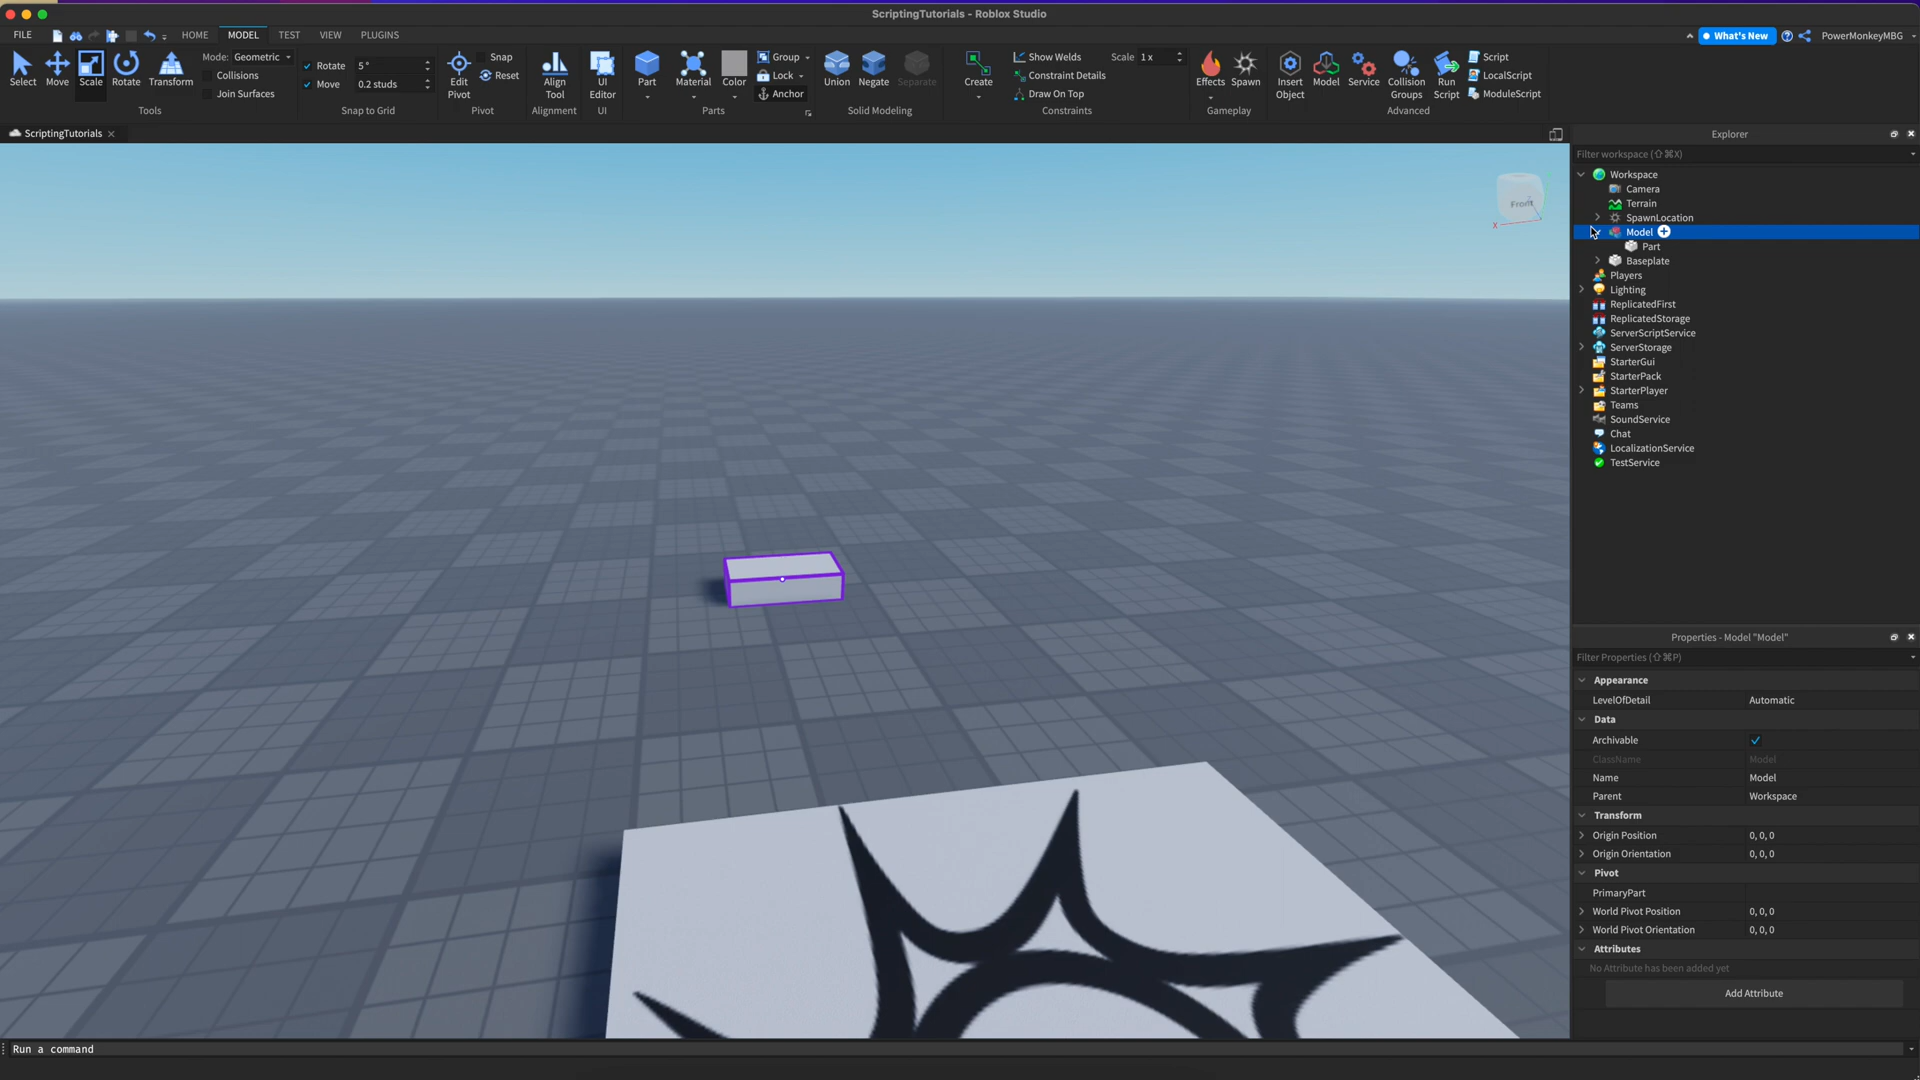 ScriptingTutorials - Roblox Studio
FILE HOME MODEL TEST VIEW PLUGINS
What's New PowerMonkeyMBG
Select Move Scale Rotate Transform
Mode: Geometric
Collisions
Join Surfaces
Tools
Rotate 5 °
Move 0.2 studs
Snap to Grid
Edit Pivot
Snap
Reset
Pivot
Align Tool
Alignment
UI Editor
UI
Part Material Color
Group
Lock
Anchor
Parts
Union Negate Separate
Solid Modeling
Create
Show Welds
Constraint Details
Draw On Top
Scale 1 x
Constraints
Effects Spawn
Gameplay
Insert Object
Model
Service
Collision Groups
Run Script
Script
LocalScript
ModuleScript
Advanced
ScriptingTutorials
Front
X
Explorer
Filter workspace (⇧⌘X)
Workspace
Camera
Terrain
SpawnLocation
Model
Part
Baseplate
Players
Lighting
ReplicatedFirst
ReplicatedStorage
ServerScriptService
ServerStorage
StarterGui
StarterPack
StarterPlayer
Teams
SoundService
Chat
LocalizationService
TestService
Properties - Model "Model"
Filter Properties (⇧⌘P)
Appearance
LevelOfDetail Automatic
Data
Archivable
ClassName Model
Name Model
Parent Workspace
Transform
Origin Position 0, 0, 0
Origin Orientation 0, 0, 0
Pivot
PrimaryPart
World Pivot Position 0, 0, 0
World Pivot Orientation 0, 0, 0
Attributes
No Attribute has been added yet
Add Attribute
Run a command